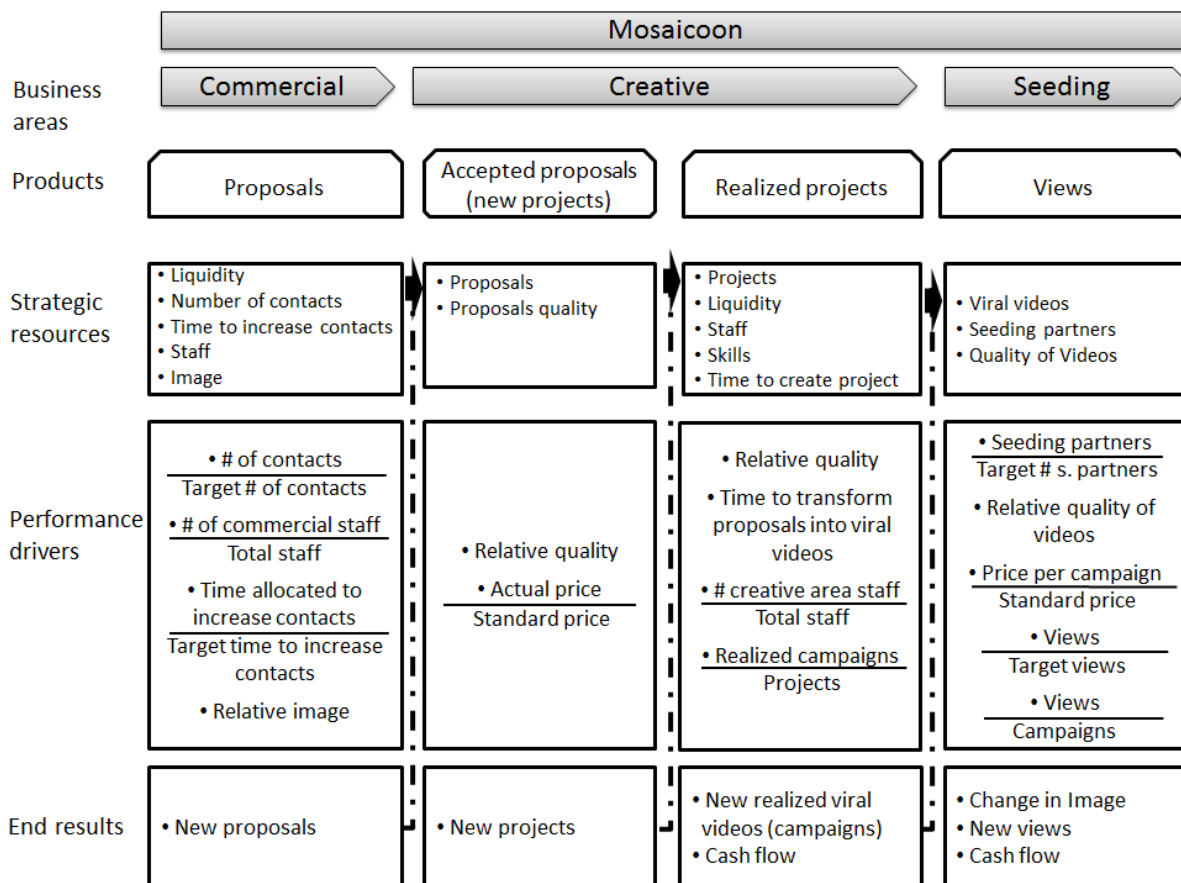 Mosaicoon
Business
areas
Commercial
Creative
Seeding
Products
Proposals
Accepted proposals
(new projects)
Realized projects
Views
Strategic
resources
• Liquidity
• Number of contacts
• Time to increase contacts
• Staff
• Image
• Proposals
• Proposals quality
• Projects
• Liquidity
• Staff
• Skills
• Time to create project
• Viral videos
• Seeding partners
• Quality of Videos
Performance
drivers
• # of contacts
Target # of contacts
• # of commercial staff
Total staff
• Time allocated to
increase contacts
Target time to increase
contacts
• Relative image
• Relative quality
• Actual price
Standard price
• Relative quality
• Time to transform
proposals into viral
videos
• # creative area staff
Total staff
• Realized campaigns
Projects
• Seeding partners
Target # s. partners
• Relative quality of
videos
• Price per campaign
Standard price
• Views
Target views
• Views
Campaigns
End results
• New proposals
• New projects
• New realized viral
videos (campaigns)
• Cash flow
• Change in Image
• New views
• Cash flow